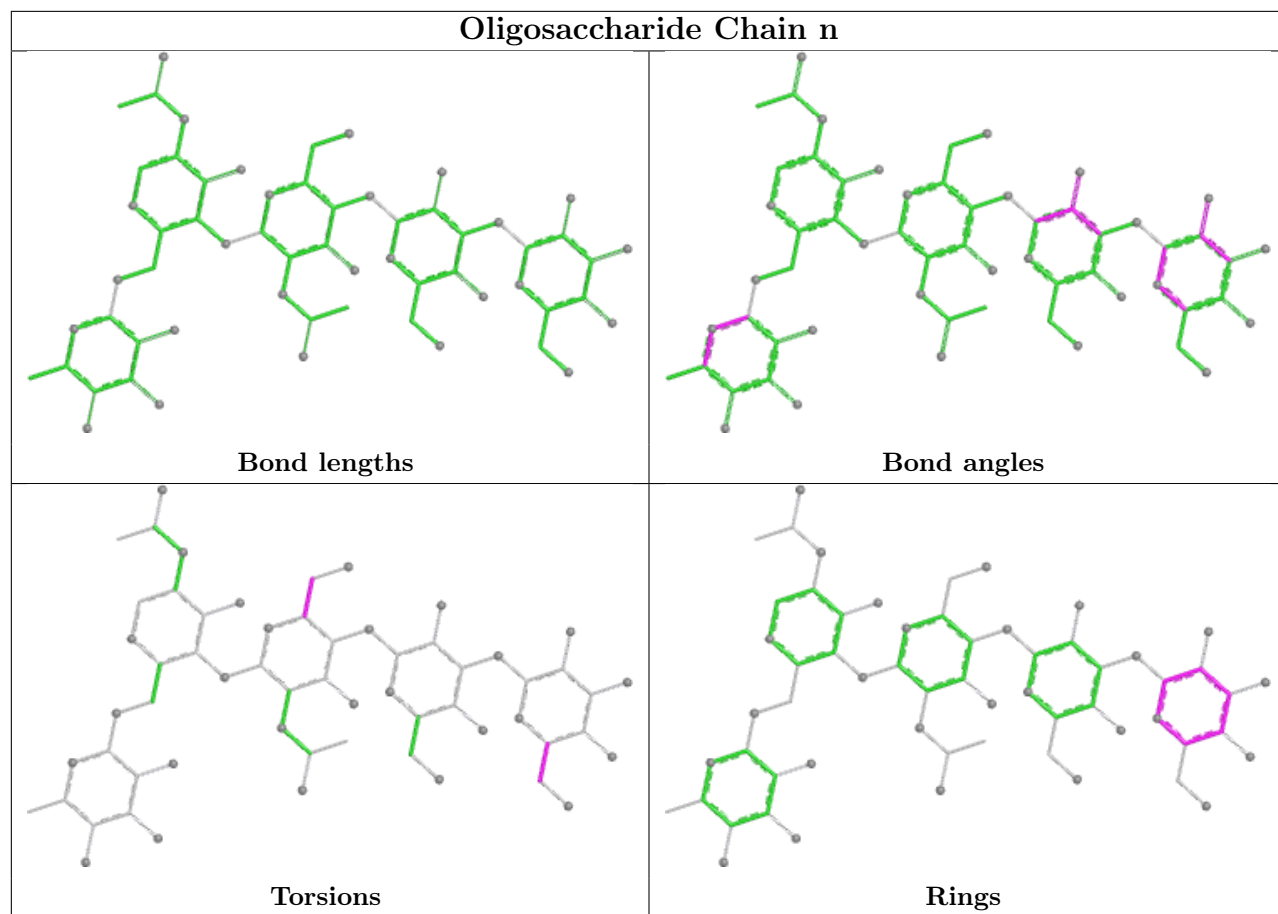 Oligosaccharide Chain n
Bond lengths
Bond angles
Torsions
Rings